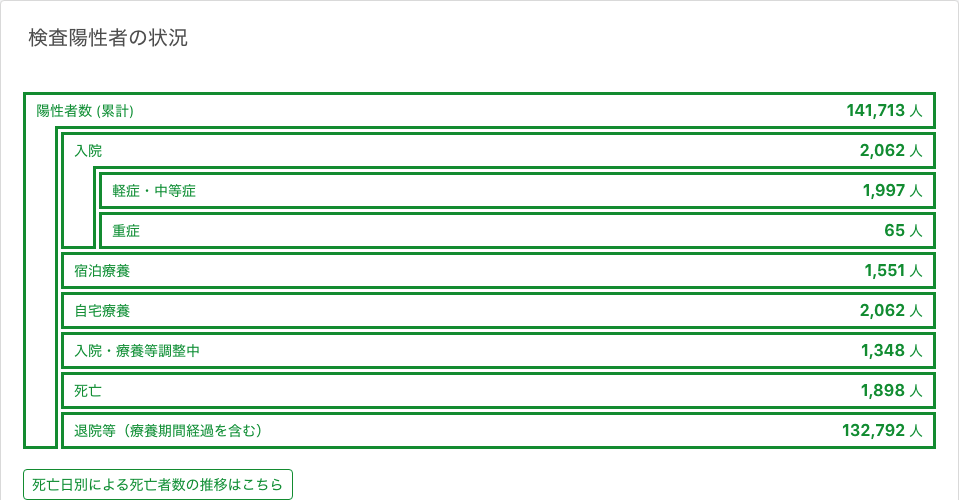 検査陽性者の状況
陽性者数 (累計) 141,713 人
入院 2,062 人
軽症・中等症 1,997 人
重症 65 人
宿泊療養 1,551 人
自宅療養 2,062 人
入院・療養等調整中 1,348 人
死亡 1,898 人
退院等（療養期間経過を含む） 132,792 人
死亡日別による死亡者数の推移はこちら